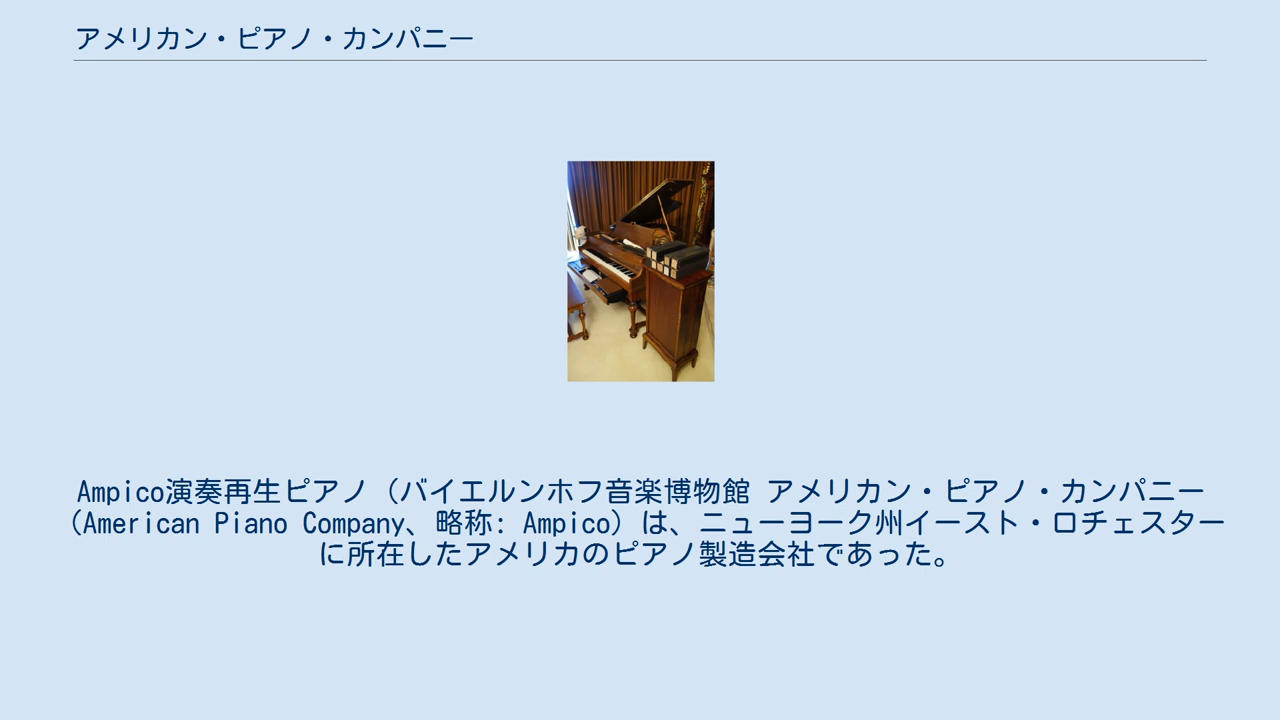 アメリカン・ピアノ・カンパニー
Ampico演奏再生ピアノ（バイエルンホフ音楽博物館 アメリカン・ピアノ・カンパニー
（American Piano Company、略称: Ampico）は、ニューヨーク州イースト・ロチェスター
に所在したアメリカのピアノ製造会社であった。